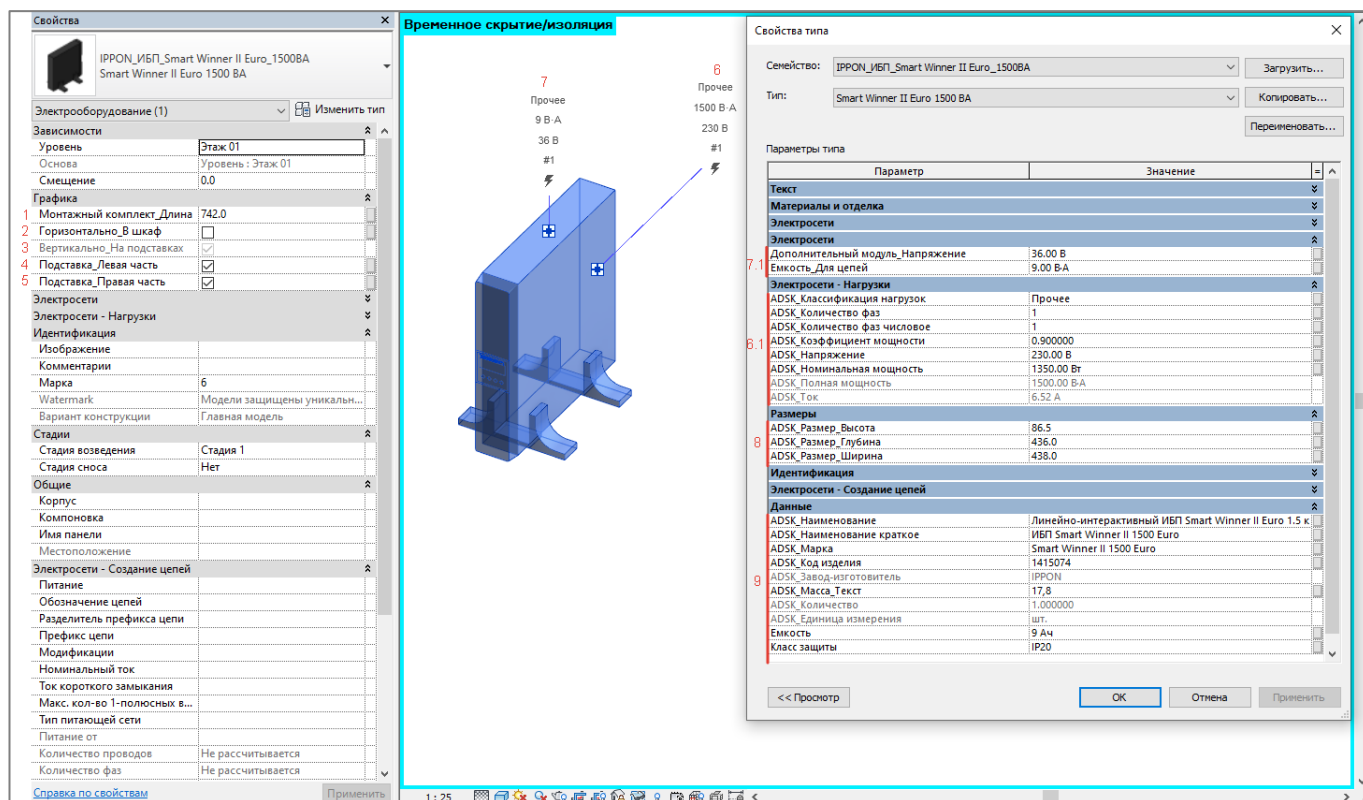 Свойства
IPPON_ИБП_Smart Winner II Euro_1500ВА
Smart Winner II Euro 1500 ВА
Электрооборудование (1)
Изменить тип
Зависимости
Уровень Этаж 01
Основа Уровень : Этаж 01
Смещение 0.0
Графика
1 Монтажный комплект_Длина 742.0
2 Горизонтально_В шкаф
3 Вертикально_На подставках
4 Подставка_Левая часть
5 Подставка_Правая часть
Электросети
Электросети - Нагрузки
Идентификация
Изображение
Комментарии
Марка 6
Watermark Модели защищены уникальн...
Вариант конструкции Главная модель
Стадии
Стадия возведения Стадия 1
Стадия сноса Нет
Общие
Корпус
Компоновка
Имя панели
Местоположение
Электросети - Создание цепей
Питание
Обозначение цепей
Разделитель префикса цепи
Префикс цепи
Модификации
Номинальный ток
Ток короткого замыкания
Макс. кол-во 1-полюсных в...
Тип питающей сети
Питание от
Количество проводов Не рассчитывается
Количество фаз Не рассчитывается
Справка по свойствам
Применить
Временное скрытие/изоляция
7
Прочее
9 В·А
36 В
#1
6
Прочее
1500 В·А
230 В
#1
1 : 25
Свойства типа
Семейство: IPPON_ИБП_Smart Winner II Euro_1500ВА Загрузить...
Тип: Smart Winner II Euro 1500 ВА Копировать...
Переименовать...
Параметры типа
Параметр Значение =
Текст
Материалы и отделка
Электросети
Электросети
Дополнительный модуль_Напряжение 36.00 В
7.1 Емкость_Для цепей 9.00 В·А
Электросети - Нагрузки
ADSK_Классификация нагрузок Прочее
ADSK_Количество фаз 1
ADSK_Количество фаз числовое 1
6.1 ADSK_Коэффициент мощности 0.900000
ADSK_Напряжение 230.00 В
ADSK_Номинальная мощность 1350.00 Вт
ADSK_Полная мощность 1500.00 В·А
ADSK_Ток 6.52 А
Размеры
ADSK_Размер_Высота 86.5
8 ADSK_Размер_Глубина 436.0
ADSK_Размер_Ширина 438.0
Идентификация
Электросети - Создание цепей
Данные
ADSK_Наименование Линейно-интерактивный ИБП Smart Winner II Euro 1.5 к
ADSK_Наименование краткое ИБП Smart Winner II 1500 Euro
ADSK_Марка Smart Winner II 1500 Euro
ADSK_Код изделия 1415074
9 ADSK_Завод-изготовитель IPPON
ADSK_Масса_Текст 17,8
ADSK_Количество 1.000000
ADSK_Единица измерения шт.
Емкость 9 Ач
Класс защиты IP20
<< Просмотр
ОК
Отмена
Применить